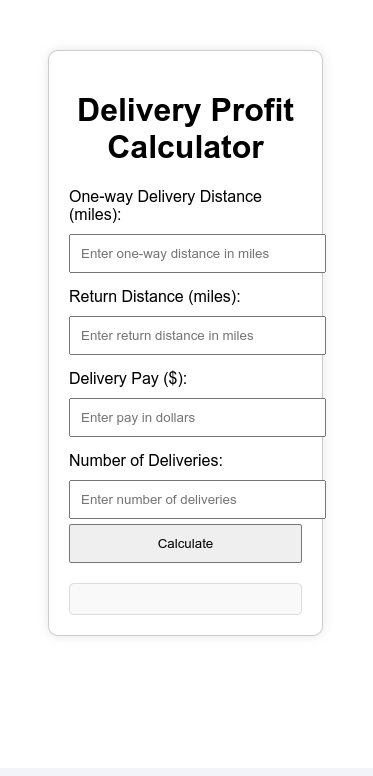 Delivery Profit
Calculator
One-way Delivery Distance
(miles):
Enter one-way distance in miles
Return Distance (miles):
Enter return distance in miles
Delivery Pay ($):
Enter pay in dollars
Number of Deliveries:
Enter number of deliveries
Calculate